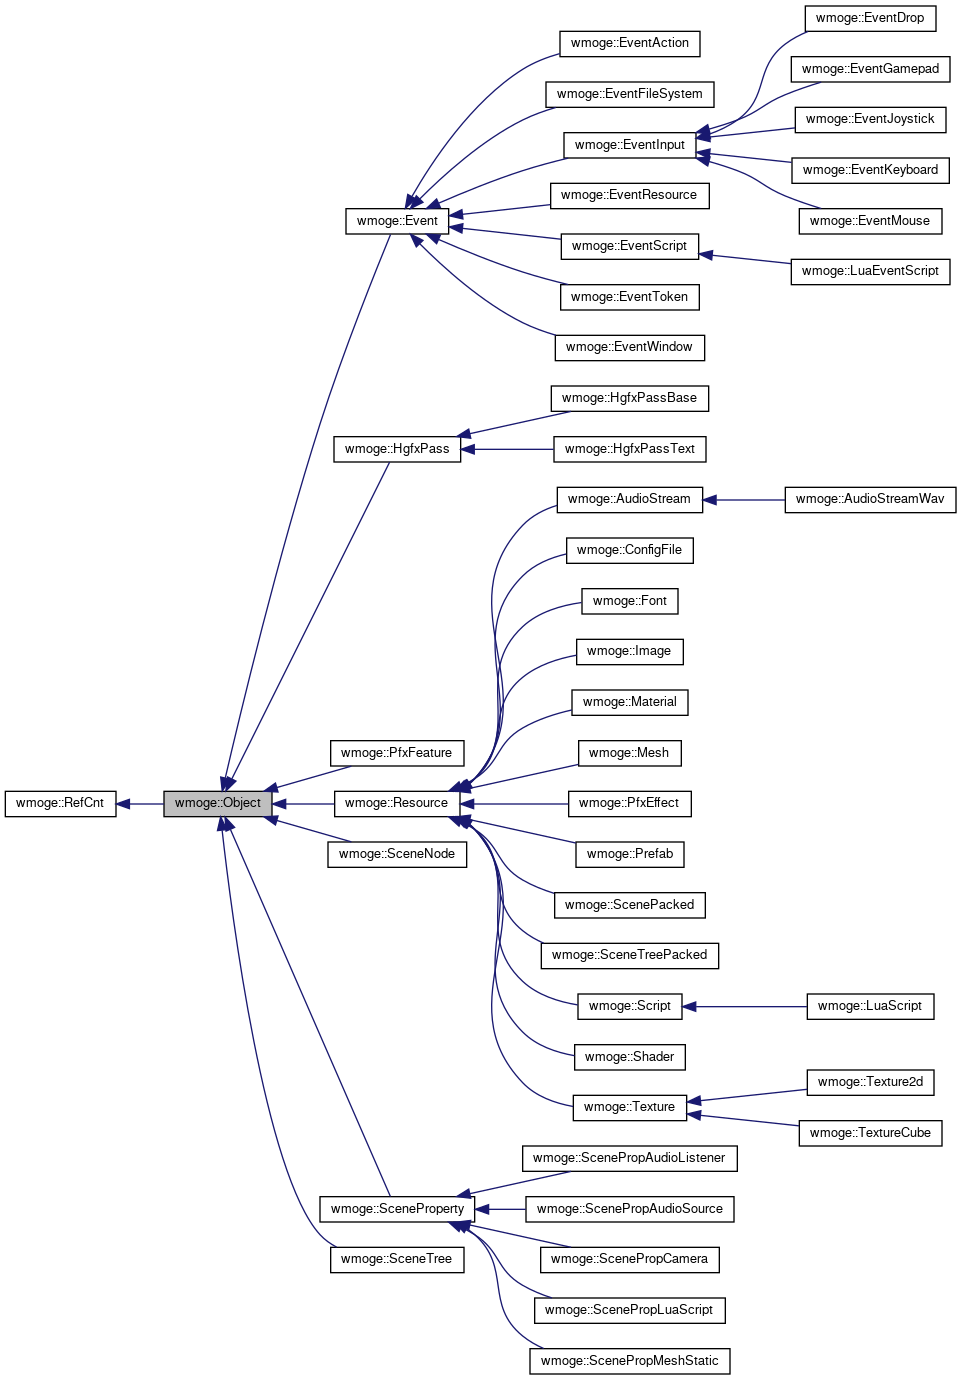 wmoge::EventDrop
wmoge::EventAction
wmoge::EventGamepad
wmoge::EventFileSystem
wmoge::EventJoystick
wmoge::EventInput
wmoge::EventKeyboard
wmoge::EventResource
wmoge::Event
wmoge::EventMouse
wmoge::EventScript
wmoge::LuaEventScript
wmoge::EventToken
wmoge::EventWindow
wmoge::HgfxPassBase
wmoge::HgfxPass
wmoge::HgfxPassText
wmoge::AudioStream
wmoge::AudioStreamWav
wmoge::ConfigFile
wmoge::Font
wmoge::Image
wmoge::Material
wmoge::PfxFeature
wmoge::Mesh
wmoge::RefCnt
wmoge::Object
wmoge::Resource
wmoge::PfxEffect
wmoge::SceneNode
wmoge::Prefab
wmoge::ScenePacked
wmoge::SceneTreePacked
wmoge::Script
wmoge::LuaScript
wmoge::Shader
wmoge::Texture2d
wmoge::Texture
wmoge::TextureCube
wmoge::ScenePropAudioListener
wmoge::SceneProperty
wmoge::ScenePropAudioSource
wmoge::SceneTree
wmoge::ScenePropCamera
wmoge::ScenePropLuaScript
wmoge::ScenePropMeshStatic